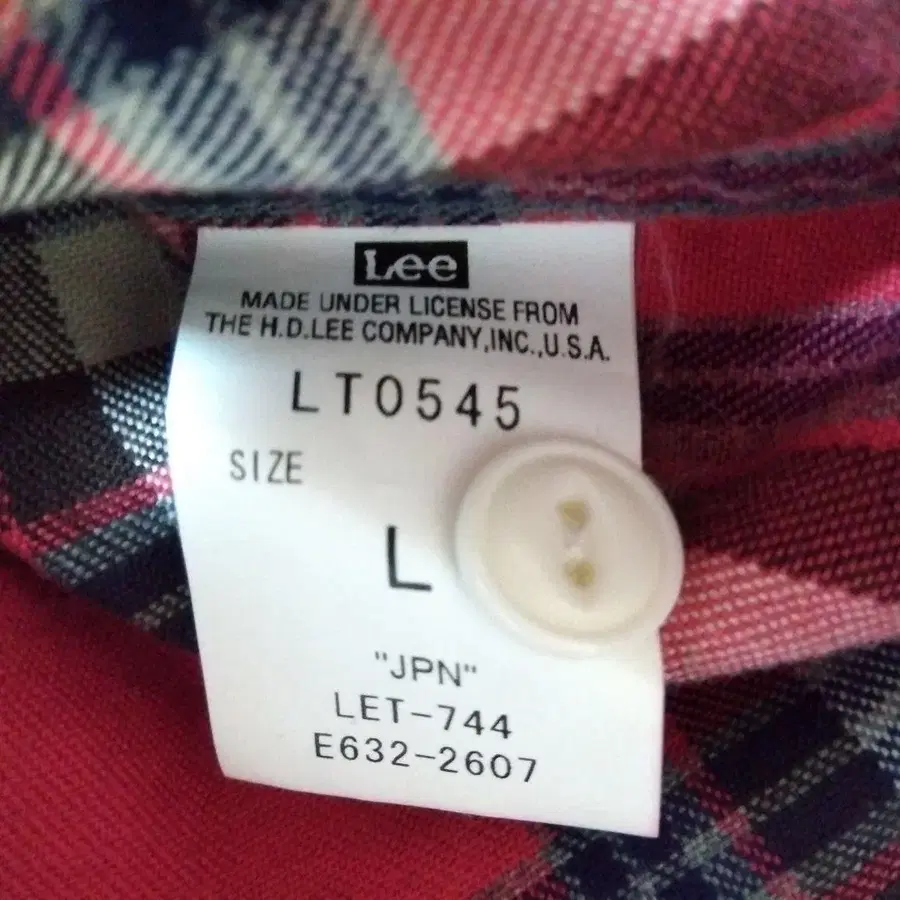 Lee
MADE UNDER LICENSE FROM
THE H.D.LEE COMPANY,INC.,U.S.A.
LT0545
SIZE
L
"JPN"
LET-744
E632-2607